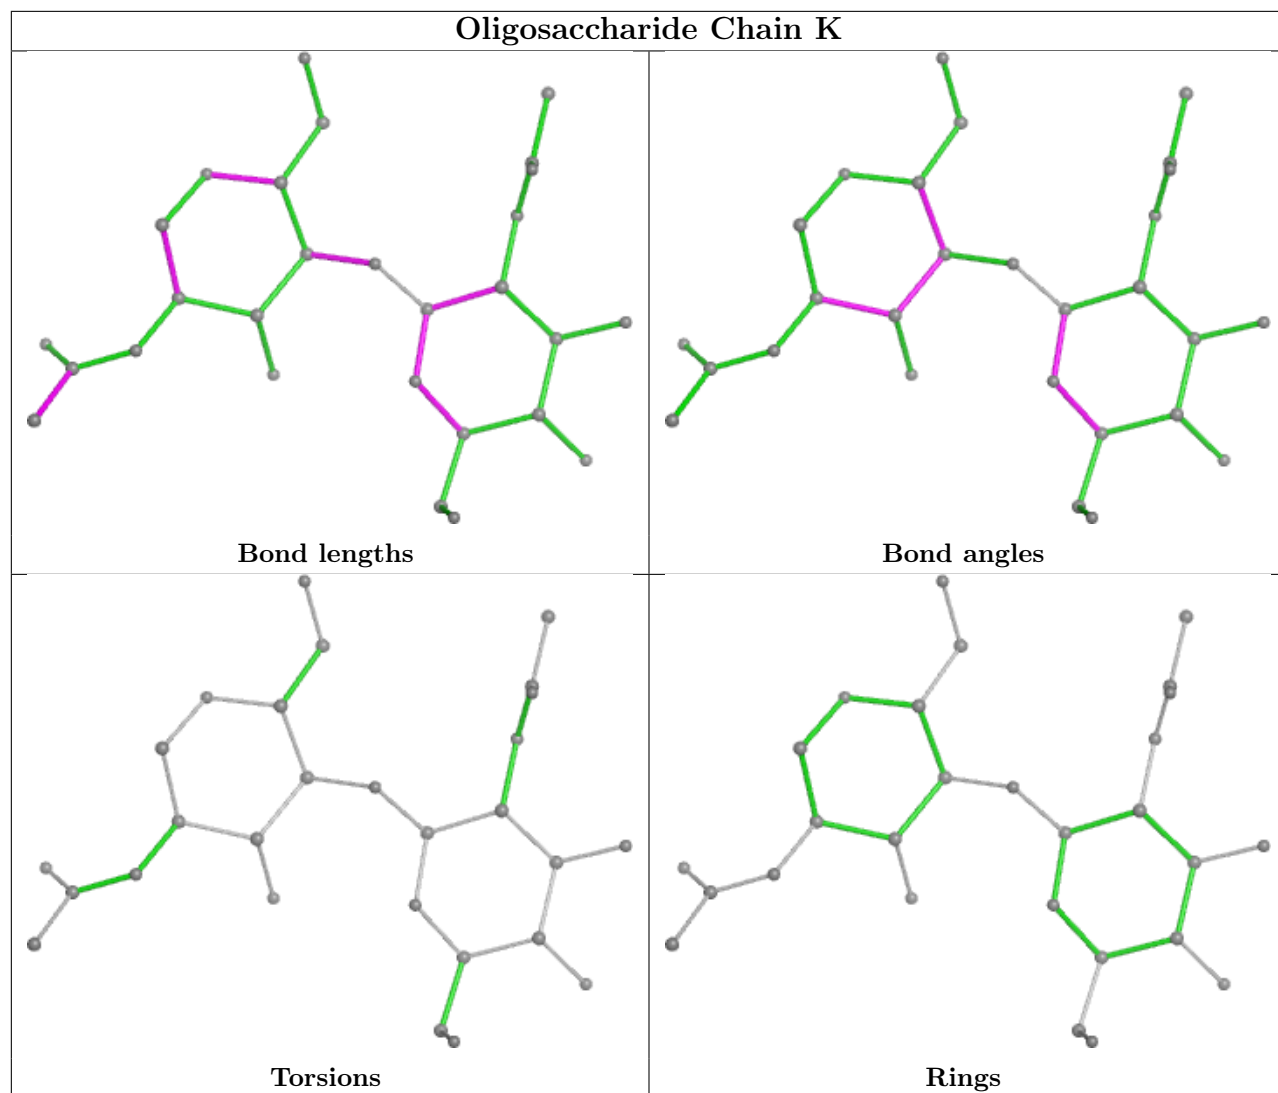 Oligosaccharide Chain K
Bond lengths
Bond angles
Torsions
Rings